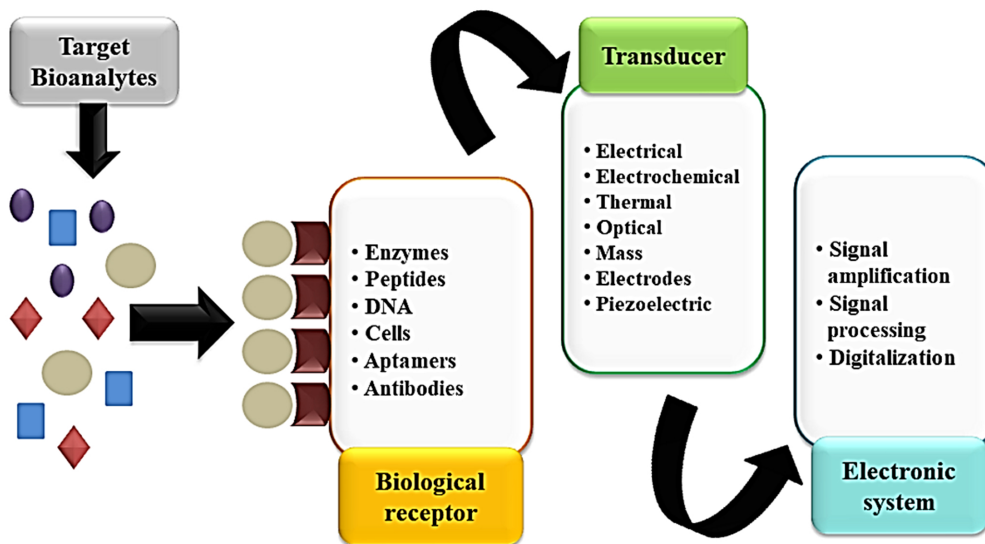 Target
Bioanalytes
Transducer
• Electrical
• Electrochemical
• Thermal
• Optical
• Mass
• Electrodes
• Piezoelectric
• Enzymes
• Peptides
• DNA
• Cells
• Aptamers
• Antibodies
Biological
receptor
• Signal
amplification
• Signal
processing
• Digitalization
Electronic
system